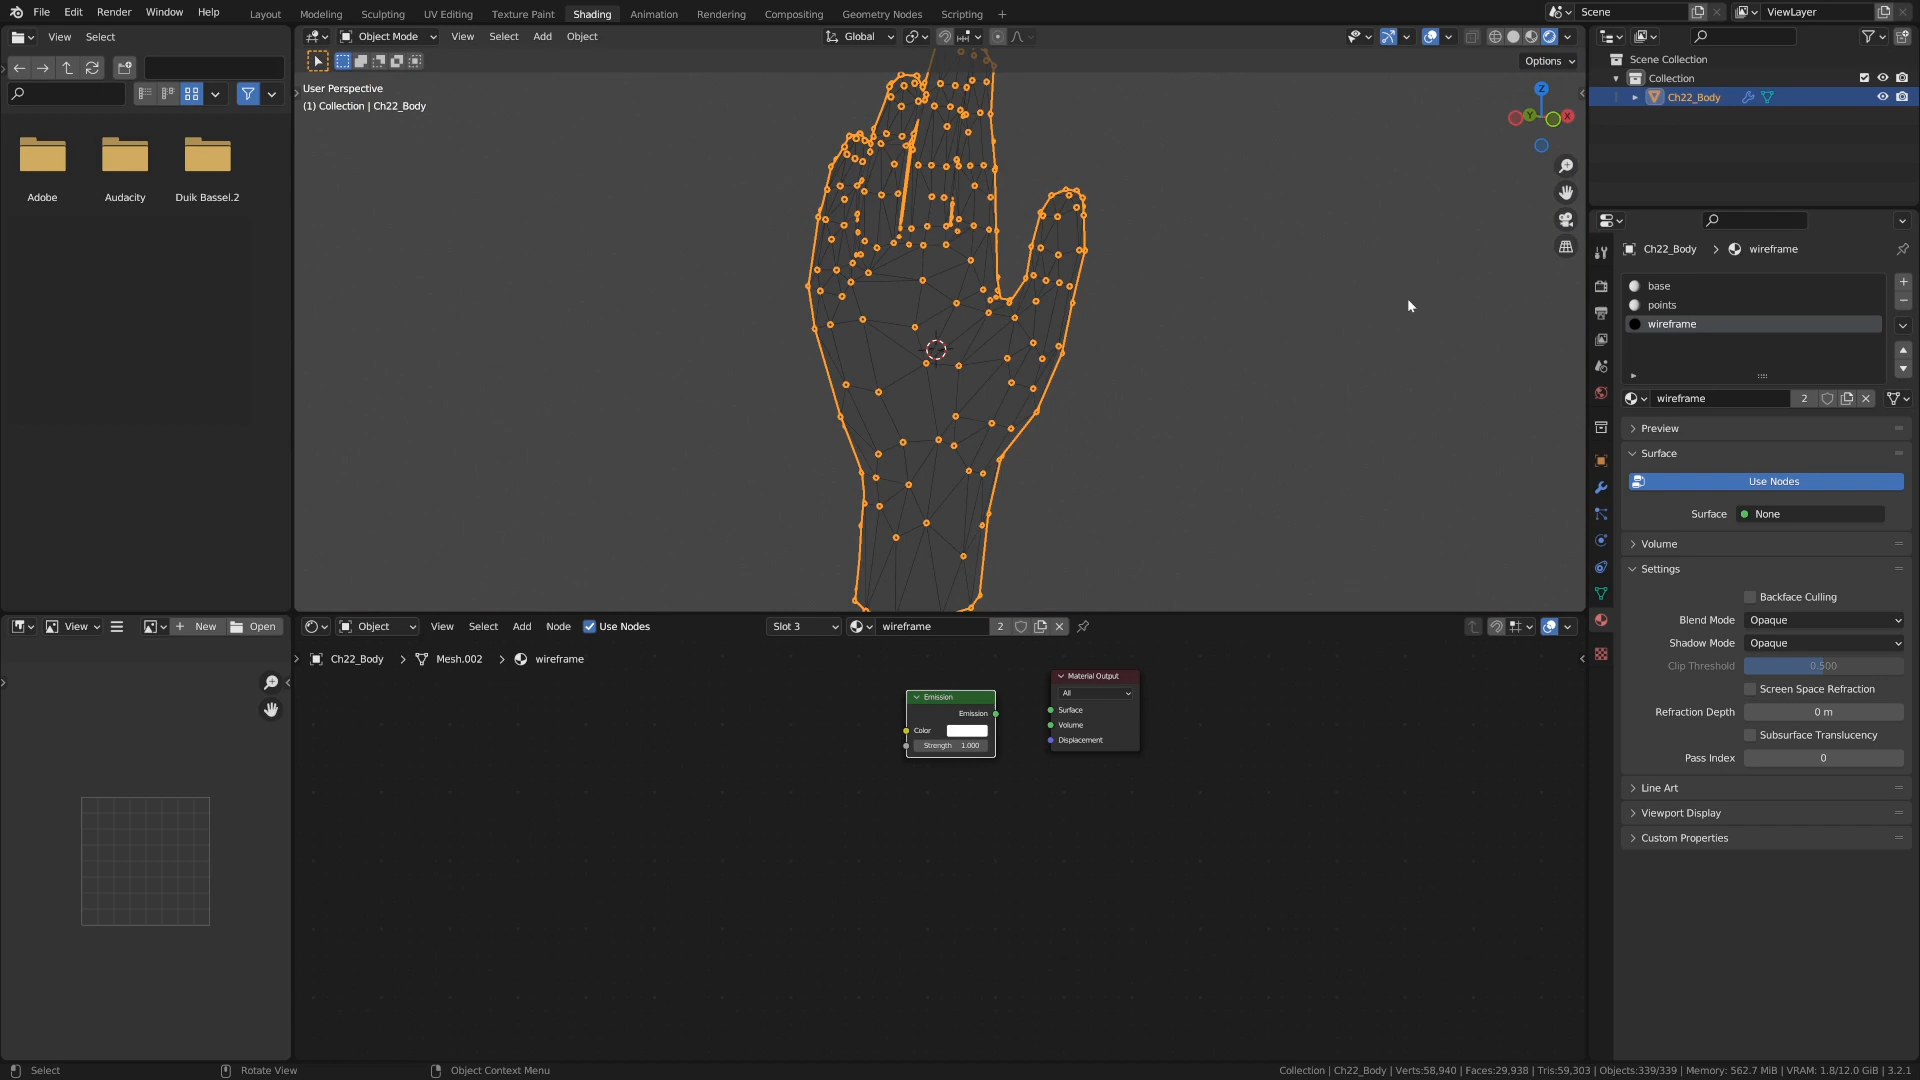 File Edit Render Window Help Layout Modeling Sculpting UV Editing Texture Paint Shading Animation Rendering Compositing Geometry Nodes Scripting + Scene ViewLayer
View Select
Object Mode View Select Add Object Global
Options
User Perspective
(1) Collection | Ch22_Body
Z
Y
X
Adobe Audacity Duik Bassel.2
Scene Collection
Collection
Ch22_Body
Ch22_Body > wireframe
base
points
wireframe
wireframe 2
Preview
Surface
Use Nodes
Surface None
Volume
Settings
Backface Culling
Blend Mode Opaque
Shadow Mode Opaque
Clip Threshold 0.500
Screen Space Refraction
Refraction Depth 0 m
Subsurface Translucency
Pass Index 0
Line Art
Viewport Display
Custom Properties
View + New Open
Object View Select Add Node Use Nodes Slot 3 wireframe 2
Ch22_Body > Mesh.002 > wireframe
Emission
Emission
Color
Strength 1.000
Material Output
All
Surface
Volume
Displacement
Select Rotate View Object Context Menu
Collection | Ch22_Body | Verts:58,940 | Faces:29,938 | Tris:59,303 | Objects:339/339 | Memory: 562.7 MiB | VRAM: 1.8/12.0 GiB | 3.2.1